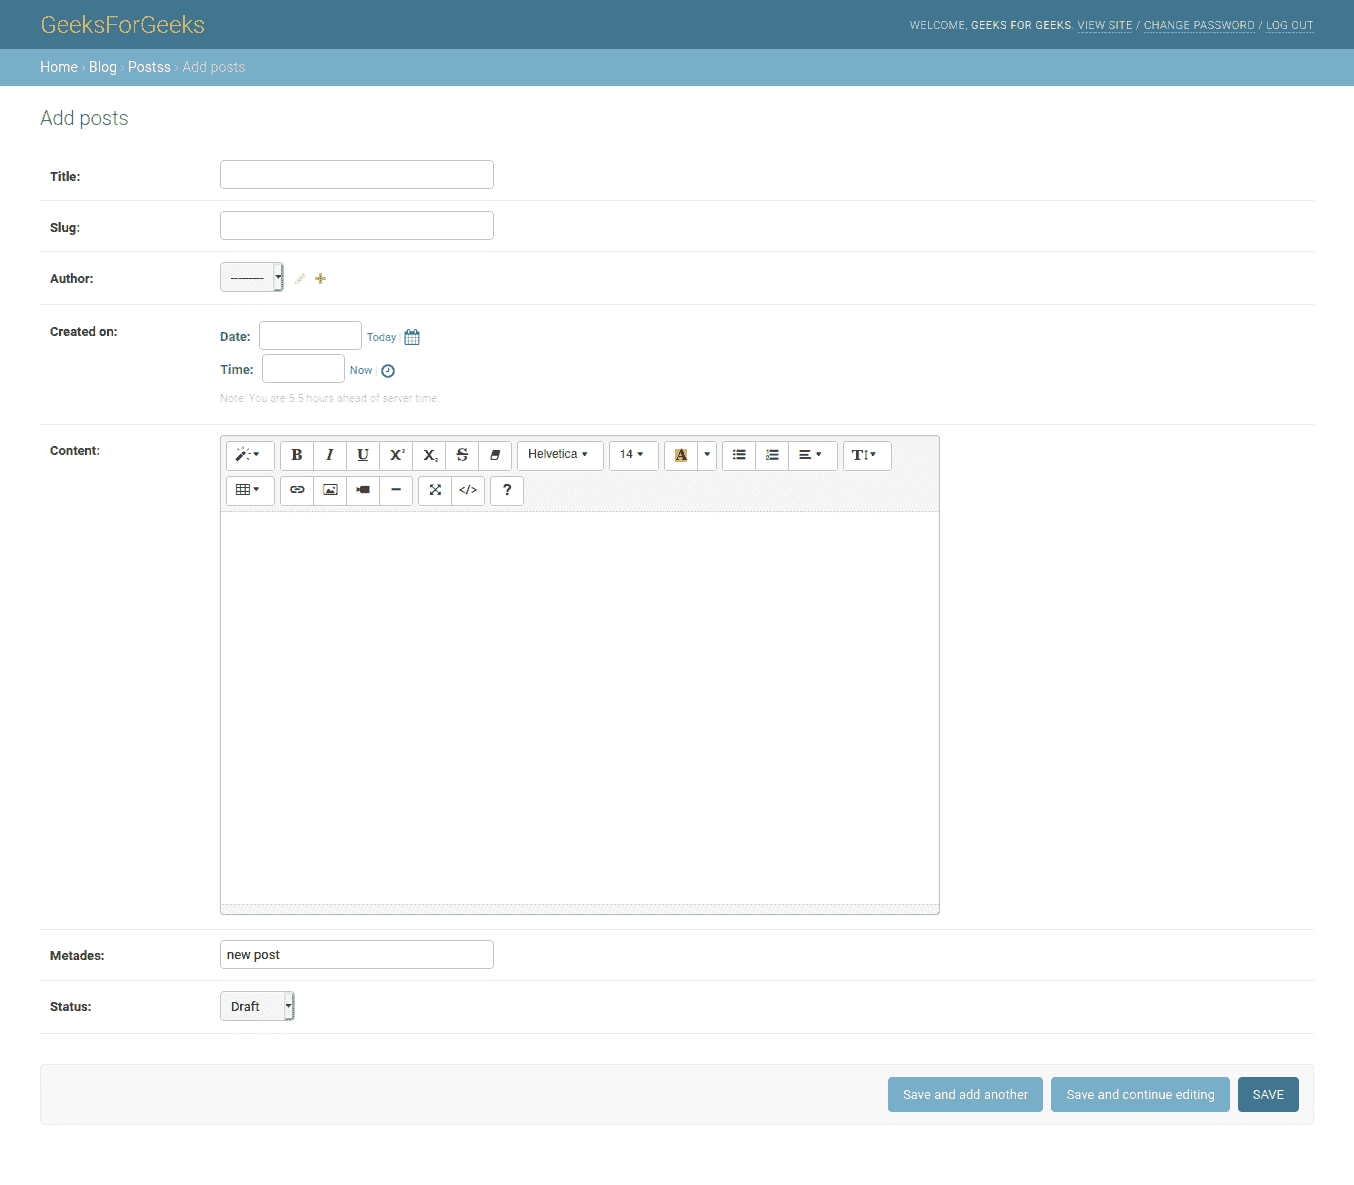 GeeksForGeeks
WELCOME, GEEKS FOR GEEKS. VIEW SITE / CHANGE PASSWORD / LOG OUT
Home › Blog › Postss › Add posts
Add posts
Title:
Slug:
Author: ---------
Created on:
Date: Today |
Time: Now |
Note: You are 5.5 hours ahead of server time.
Content:
B I U X² X₂ S Helvetica 14 A T
</> ?
Metades: new post
Status: Draft
Save and add another Save and continue editing SAVE